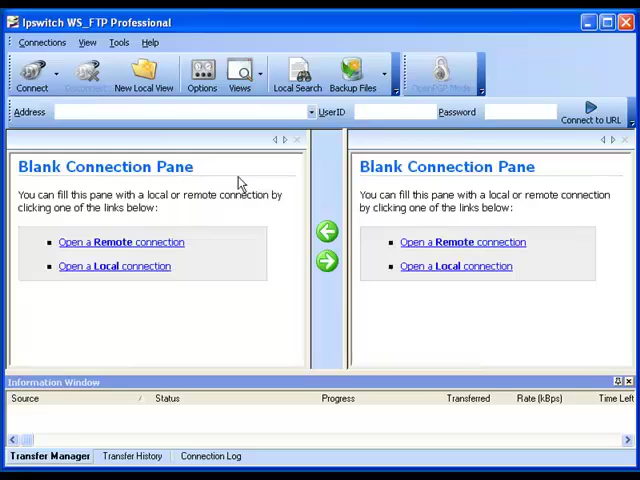 Ipswitch WS_FTP Professional
Connections View Tools Help
Connect Disconnect New Local View Options Views Local Search Backup Files OpenPGP Mode
Address UserID Password Connect to URL
Blank Connection Pane
You can fill this pane with a local or remote connection by
clicking one of the links below:
Open a Remote connection
Open a Local connection
Blank Connection Pane
You can fill this pane with a local or remote connection
by clicking one of the links below:
Open a Remote connection
Open a Local connection
Information Window
Source Status Progress Transferred Rate (kBps) Time Left
Transfer Manager Transfer History Connection Log